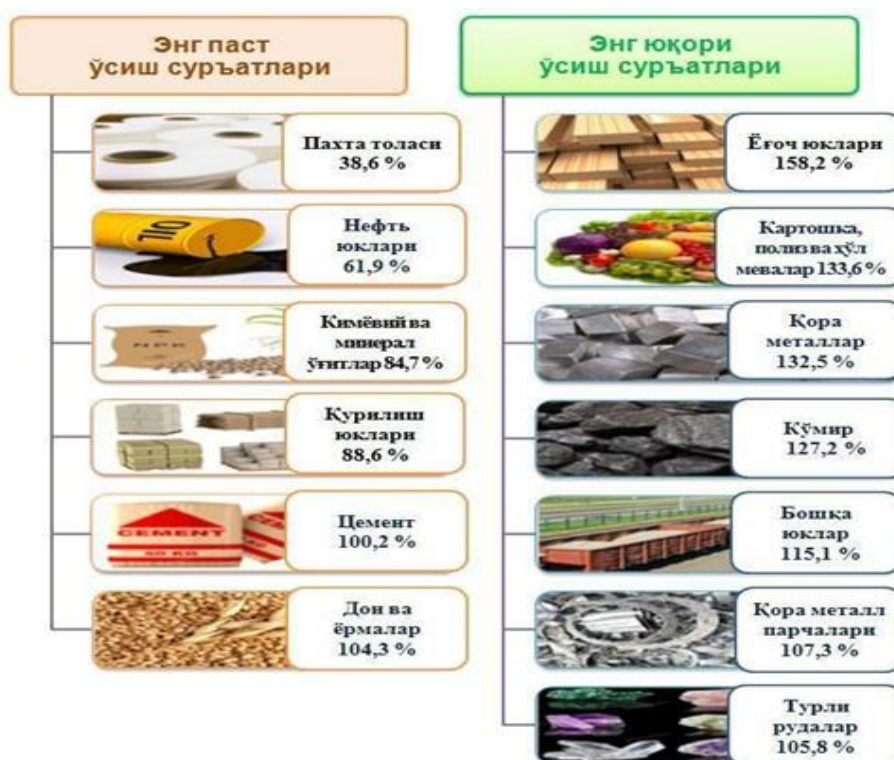 Энг паст
ўсиш суръатлари
Пахта толаси
38,6 %
OIL
Нефть
юклари
61,9 %
NPK
Кимёвий ва
минерал
ўғитлар 84,7 %
Қурилиш
юклари
88,6 %
CEMENT
50 KG
Цемент
100,2 %
Дон ва
ёрмалар
104,3 %
Энг юқори
ўсиш суръатлари
Ёғоч юклари
158,2 %
Картошка,
полиз ва ҳўл
мевалар 133,6 %
Қора
металлар
132,5 %
Кўмир
127,2 %
Бошқа
юклар
115,1 %
Қора металл
парчалари
107,3 %
Турли
рудалар
105,8 %